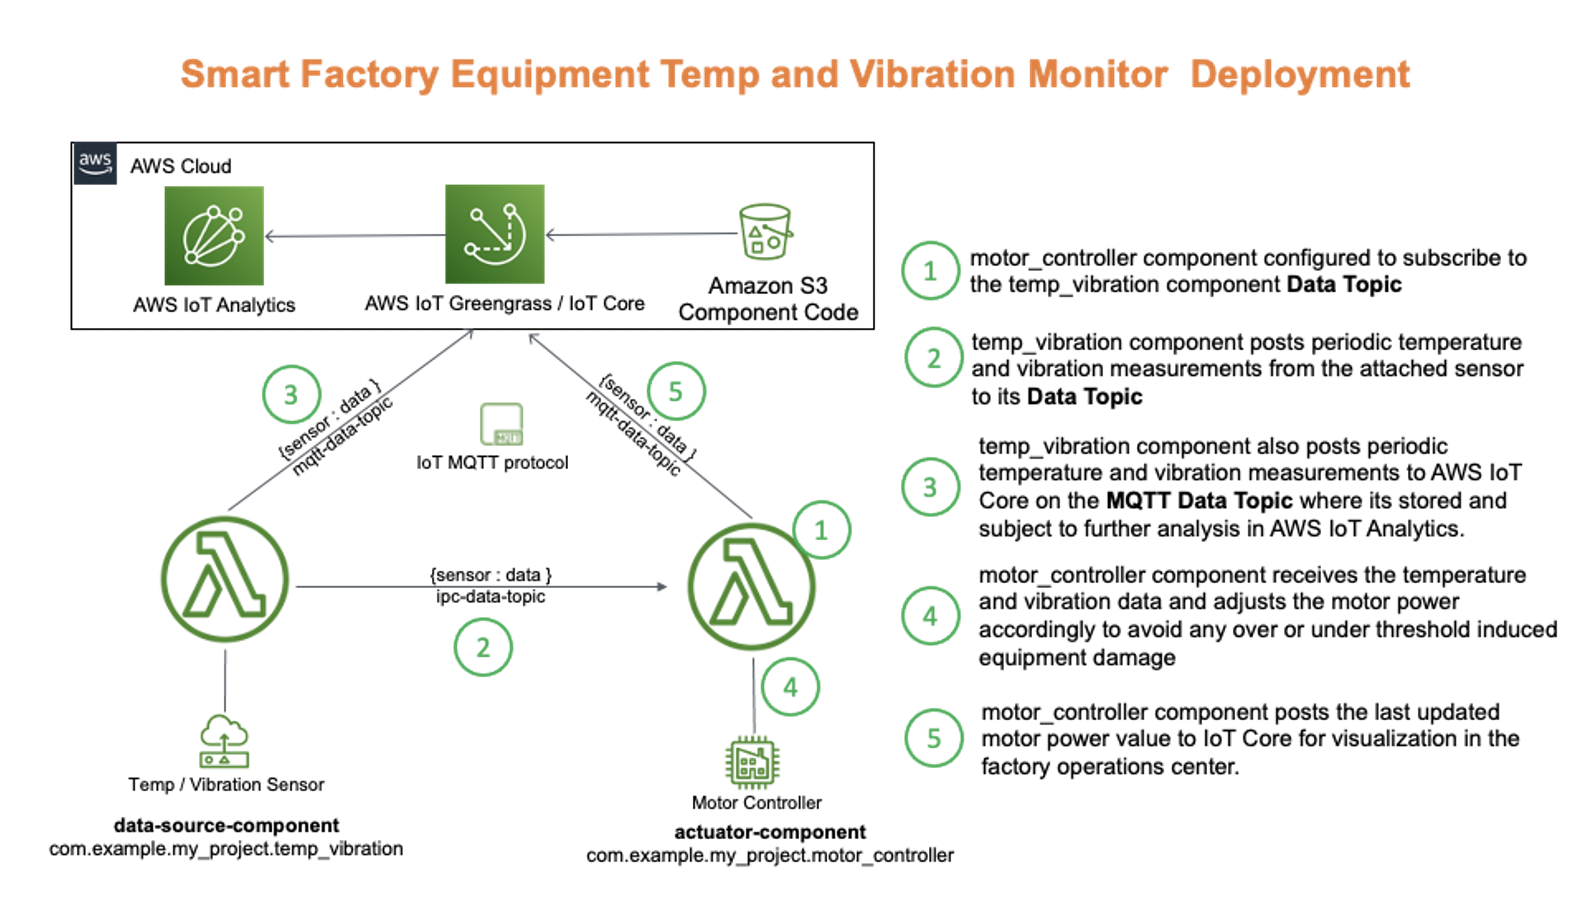 Smart Factory Equipment Temp and Vibration Monitor Deployment
aws
AWS Cloud
AWS IoT Analytics
AWS IoT Greengrass / IoT Core
Amazon S3
Component Code
3
{sensor : data }
mqtt-data-topic
5
{sensor : data }
mqtt-data-topic
MQTT
IoT MQTT protocol
1
{sensor : data }
ipc-data-topic
2
4
Temp / Vibration Sensor
data-source-component
com.example.my_project.temp_vibration
Motor Controller
actuator-component
com.example.my_project.motor_controller
1
motor_controller component configured to subscribe to
the temp_vibration component Data Topic
2
temp_vibration component posts periodic temperature
and vibration measurements from the attached sensor
to its Data Topic
3
temp_vibration component also posts periodic
temperature and vibration measurements to AWS IoT
Core on the MQTT Data Topic where its stored and
subject to further analysis in AWS IoT Analytics.
4
motor_controller component receives the temperature
and vibration data and adjusts the motor power
accordingly to avoid any over or under threshold induced
equipment damage
5
motor_controller component posts the last updated
motor power value to IoT Core for visualization in the
factory operations center.